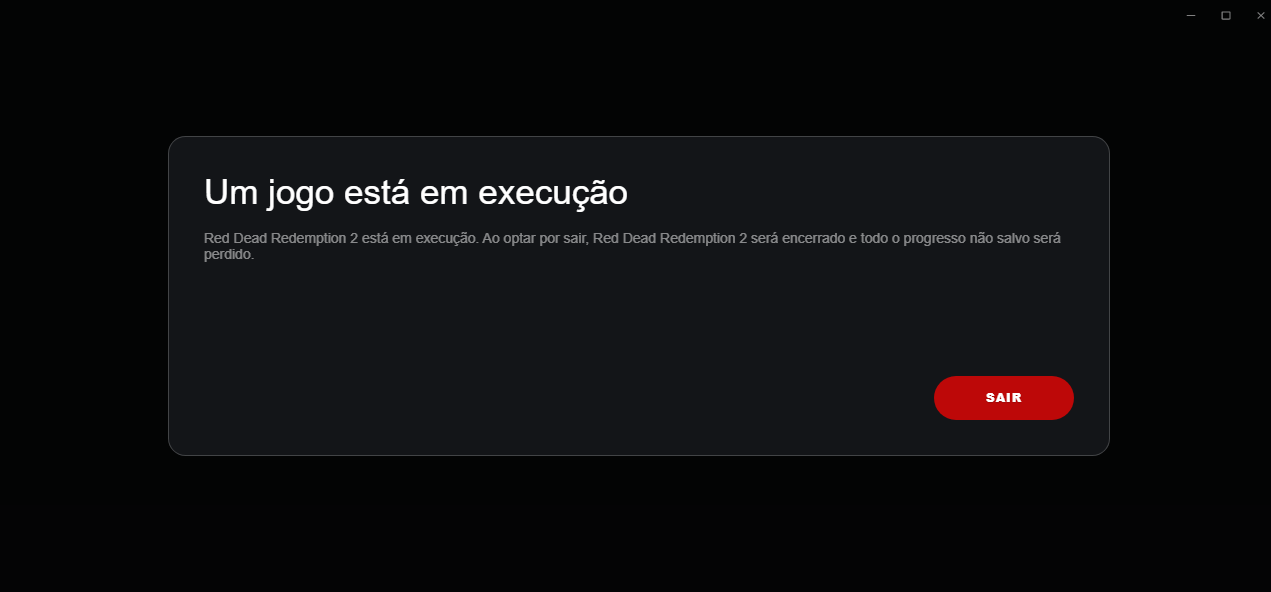 Um jogo está em execução
Red Dead Redemption 2 está em execução. Ao optar por sair, Red Dead Redemption 2 será encerrado e todo o progresso não salvo será
perdido.
SAIR